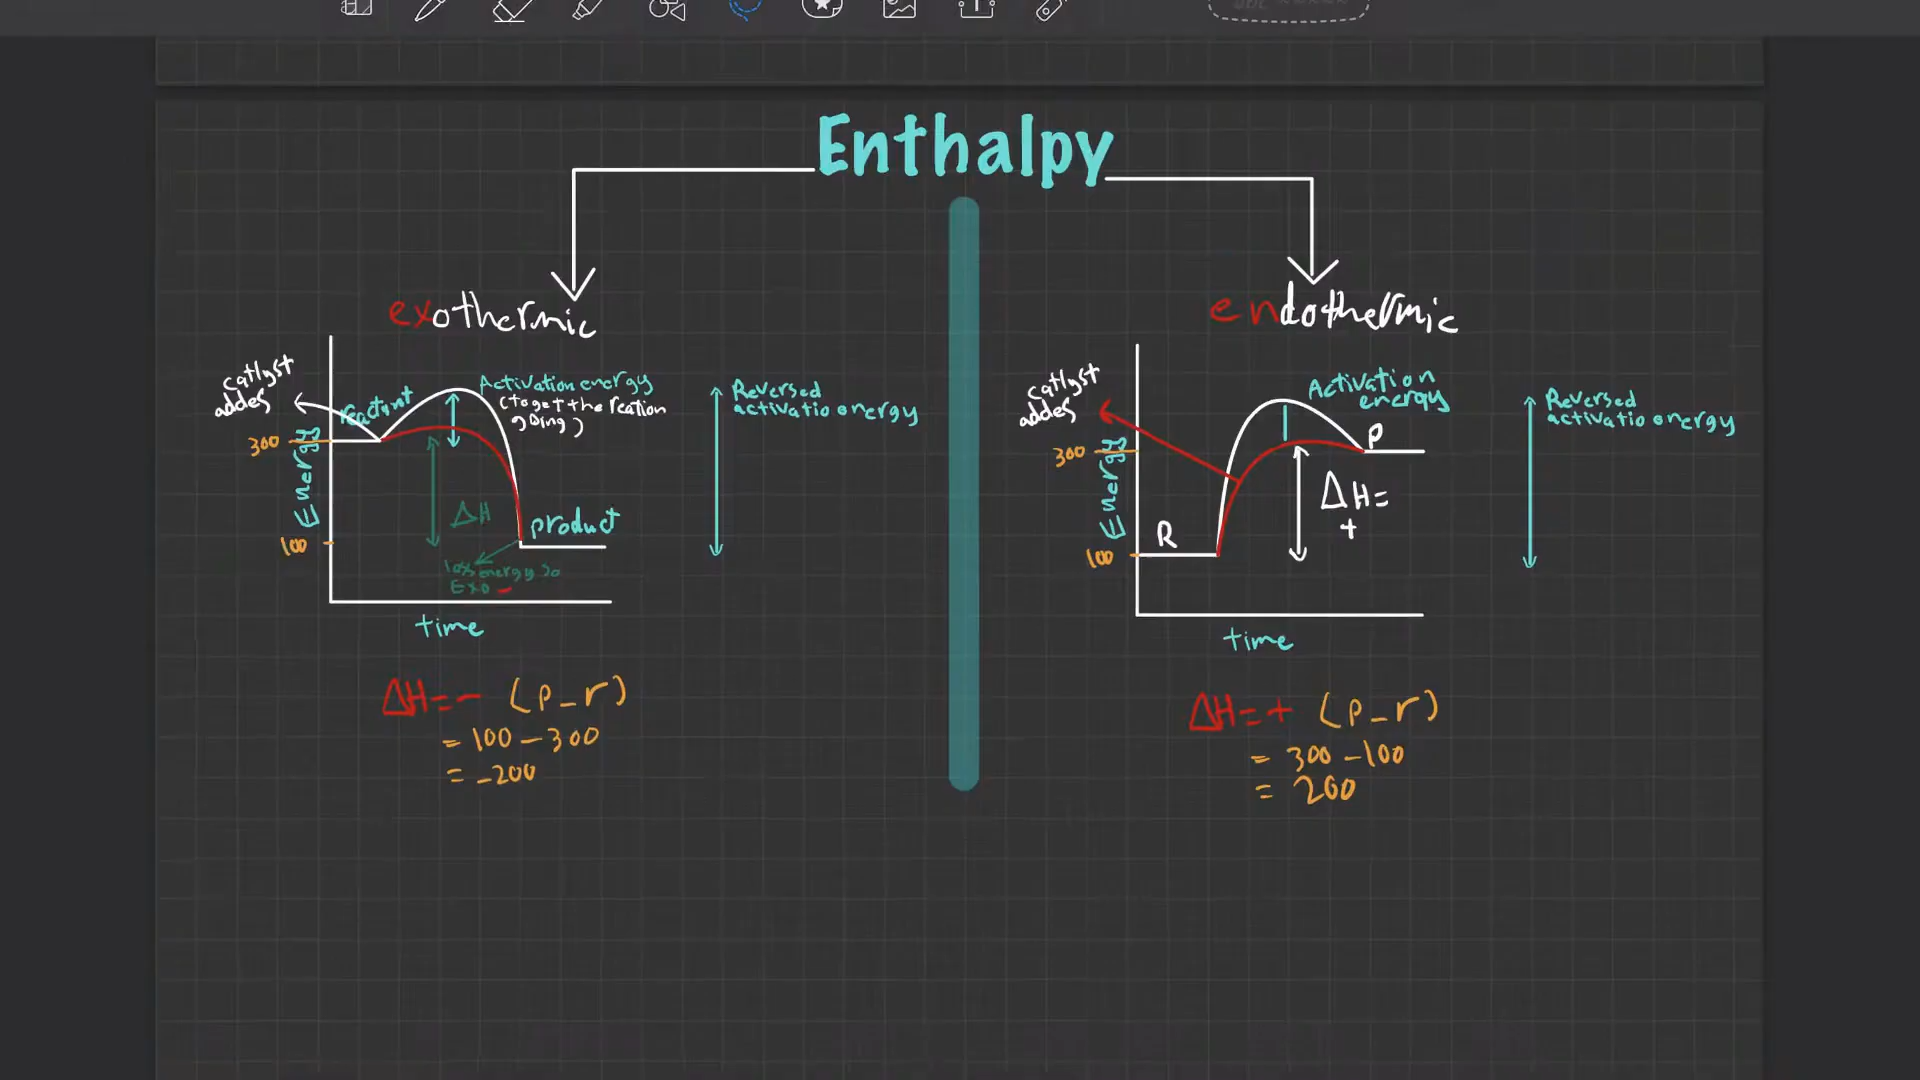 Enthalpy
exothermic
catlyst
addes
reactant
Activation energy
(to get the reation
going)
Reversed
activatio energy
300
Energy
ΔH
product
100
loss energy so
Exo -
time
ΔH=- (P-r)
= 100-300
= -200
endothermic
catlyst
addes
Activation
energy
Reversed
activatio energy
300
Energy
P
ΔH=
+
R
100
time
ΔH=+ (P-r)
= 300-100
= 200